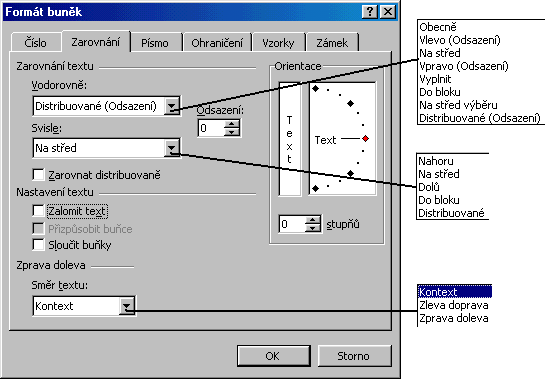 Formát buněk
Číslo
Zarovnání
Písmo
Ohraničení
Vzorky
Zámek
Zarovnání textu
Vodorovně:
Distribuované (Odsazení)
Odsazení:
0
Svisle:
Na střed
Zarovnat distribuovaně
Nastavení textu
Zalomit text
Přizpůsobit buňce
Sloučit buňky
Zprava doleva
Směr textu:
Kontext
Orientace
Text
Text
0 stupňů
OK
Storno
Obecně
Vlevo (Odsazení)
Na střed
Vpravo (Odsazení)
Vyplnit
Do bloku
Na střed výběru
Distribuované (Odsazení)
Nahoru
Na střed
Dolů
Do bloku
Distribuované
Kontext
Zleva doprava
Zprava doleva